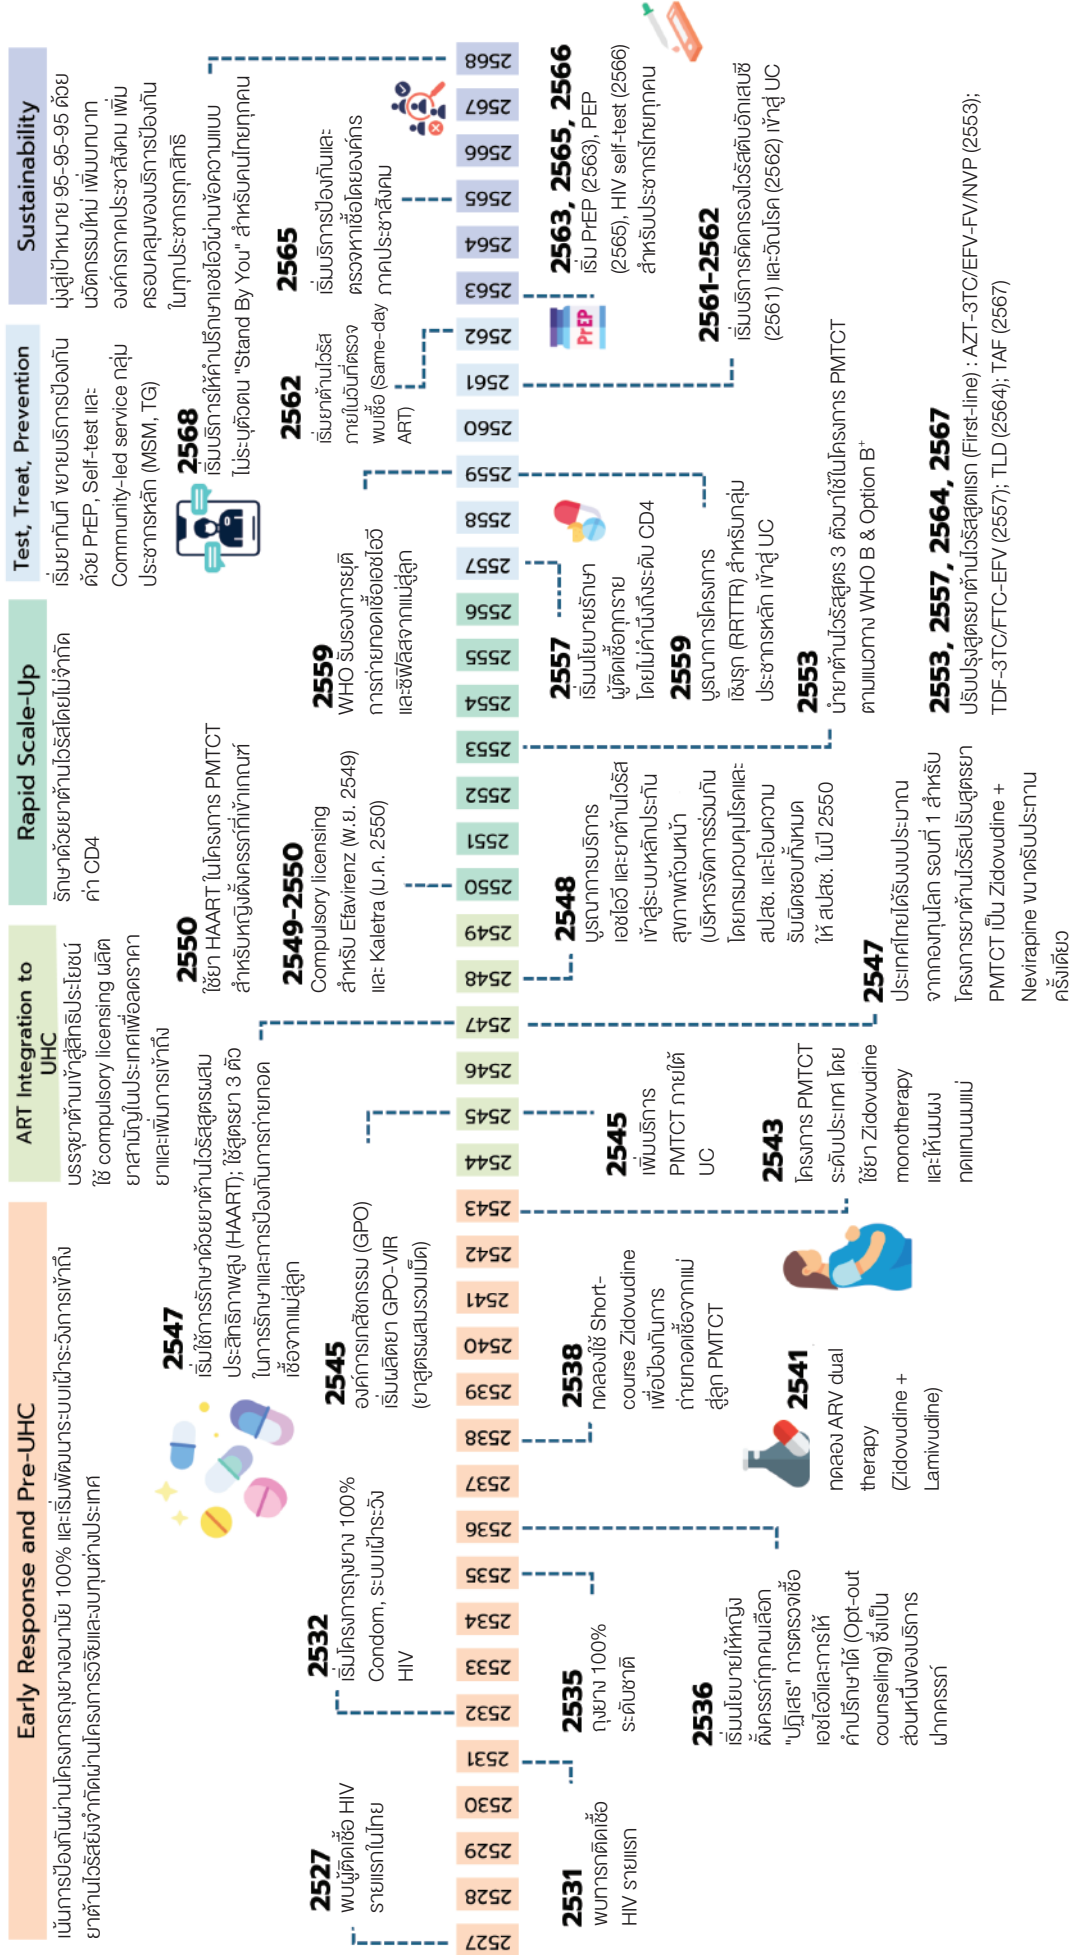 Early Response and Pre-UHC
เน้นการป้องกันผ่านโครงการถุงยางอนามัย 100% และเริ่มพัฒนาระบบเฝ้าระวังการเข้าถึง
ยาต้านไวรัสยังจำกัดผ่านโครงการวิจัยและงบทุนต่างประเทศ
ART Integration to
UHC
บรรจุยาต้านเข้าสู่สิทธิประโยชน์
ใช้ compulsory licensing ผลิต
ยาสามัญในประเทศเพื่อลดราคา
ยาและเพิ่มการเข้าถึง
Rapid Scale-Up
รักษาด้วยยาต้านไวรัสโดยไม่จำกัด
ค่า CD4
Test, Treat, Prevention
เริ่มยาทันที ขยายบริการป้องกัน
ด้วย PrEP, Self-test และ
Community-led service กลุ่ม
ประชากรหลัก (MSM, TG)
Sustainability
มุ่งสู่เป้าหมาย 95-95-95 ด้วย
นวัตกรรมใหม่ เพิ่มบทบาท
องค์กรภาคประชาสังคม เพิ่ม
ครอบคลุมของบริการป้องกัน
ในทุกประชากรทุกสิทธิ
2527
พบผู้ติดเชื้อ HIV
รายแรกในไทย
2532
เริ่มโครงการถุงยาง 100%
Condom, ระบบเฝ้าระวัง
HIV
2547
เริ่มใช้การรักษาด้วยยาต้านไวรัสสูตรผสม
ประสิทธิภาพสูง (HAART); ใช้สูตรยา 3 ตัว
ในการรักษาและการป้องกันการถ่ายทอด
เชื้อจากแม่สู่ลูก
2545
องค์การเภสัชกรรม (GPO)
เริ่มผลิตยา GPO-VIR
(ยาสูตรผสมรวมเม็ด)
2550
ใช้ยา HAART ในโครงการ PMTCT
สำหรับหญิงตั้งครรภ์ที่เข้าเกณฑ์
2549-2550
Compulsory licensing
สำหรับ Efavirenz (พ.ย. 2549)
และ Kaletra (ม.ค. 2550)
2559
WHO รับรองการยุติ
การถ่ายทอดเชื้อเอชไอวี
และซิฟิลิสจากแม่สู่ลูก
2568
เริ่มบริการให้คำปรึกษาเอชไอวีผ่านข้อความแบบ
ไม่ระบุตัวตน "Stand By You" สำหรับคนไทยทุกคน
2562
เริ่มยาต้านไวรัส
ภายในวันที่ตรวจ
พบเชื้อ (Same-day
ART)
2565
เริ่มบริการป้องกันและ
ตรวจหาเชื้อโดยองค์กร
ภาคประชาสังคม
2527
2528
2529
2530
2531
2532
2533
2534
2535
2536
2537
2538
2539
2540
2541
2542
2543
2544
2545
2546
2547
2548
2549
2550
2551
2552
2553
2554
2555
2556
2557
2558
2559
2560
2561
2562
2563
2564
2565
2566
2567
2568
2531
พบการติดเชื้อ
HIV รายแรก
2535
ถุงยาง 100%
ระดับชาติ
2536
เริ่มนโยบายให้หญิง
ตั้งครรภ์ทุกคนเลือก
"ปฏิเสธ" การตรวจเชื้อ
เอชไอวีและการให้
คำปรึกษาได้ (Opt-out
counseling) ซึ่งเป็น
ส่วนหนึ่งของบริการ
ฝากครรภ์
2538
ทดลองใช้ Short-
course Zidovudine
เพื่อป้องกันการ
ถ่ายทอดเชื้อจากแม่
สู่ลูก PMTCT
2541
ทดลอง ARV dual
therapy
(Zidovudine +
Lamivudine)
2545
เพิ่มบริการ
PMTCT ภายใต้
UC
2543
โครงการ PMTCT
ระดับประเทศ โดย
ใช้ยา Zidovudine
monotherapy
และให้นมผง
ทดแทนนมแม่
2548
บูรณาการบริการ
เอชไอวี และยาต้านไวรัส
เข้าสู่ระบบหลักประกัน
สุขภาพถ้วนหน้า
(บริหารจัดการร่วมกัน
โดยกรมควบคุมโรคและ
สปสช. และโอนความ
รับผิดชอบทั้งหมด
ให้ สปสช. ในปี 2550
2547
ประเทศไทยได้รับงบประมาณ
จากกองทุนโลก รอบที่ 1 สำหรับ
โครงการยาต้านไวรัสปรับสูตรยา
PMTCT เป็น Zidovudine +
Nevirapine ขนาดรับประทาน
ครั้งเดียว
2557
เริ่มนโยบายรักษา
ผู้ติดเชื้อทุกราย
โดยไม่คำนึงถึงระดับ CD4
2559
บูรณาการโครงการ
เชิงรุก (RRTTR) สำหรับกลุ่ม
ประชากรหลัก เข้าสู่ UC
2553
นำยาต้านไวรัสสูตร 3 ตัวมาใช้ในโครงการ PMTCT
ตามแนวทาง WHO B & Option B⁺
PrEP
2563, 2565, 2566
เริ่ม PrEP (2563), PEP
(2565), HIV self-test (2566)
สำหรับประชากรไทยทุกคน
2561-2562
เริ่มบริการคัดกรองไวรัสตับอักเสบซี
(2561) และวัณโรค (2562) เข้าสู่ UC
2553, 2557, 2564, 2567
ปรับปรุงสูตรยาต้านไวรัสสูตรแรก (First-line) : AZT-3TC/EFV-FV/NVP (2553);
TDF-3TC/FTC-EFV (2557); TLD (2564); TAF (2567)